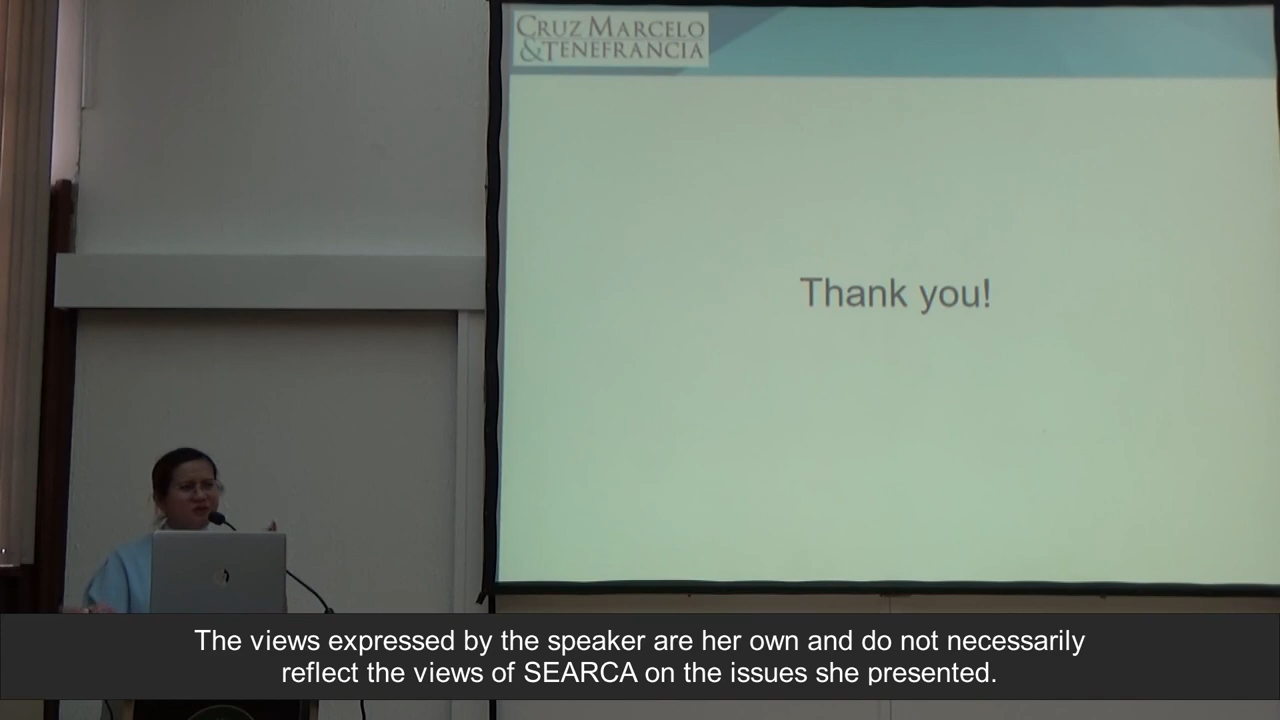 CRUZ MARCELO
& TENEFRANCIA
Thank you!
The views expressed by the speaker are her own and do not necessarily
reflect the views of SEARCA on the issues she presented.